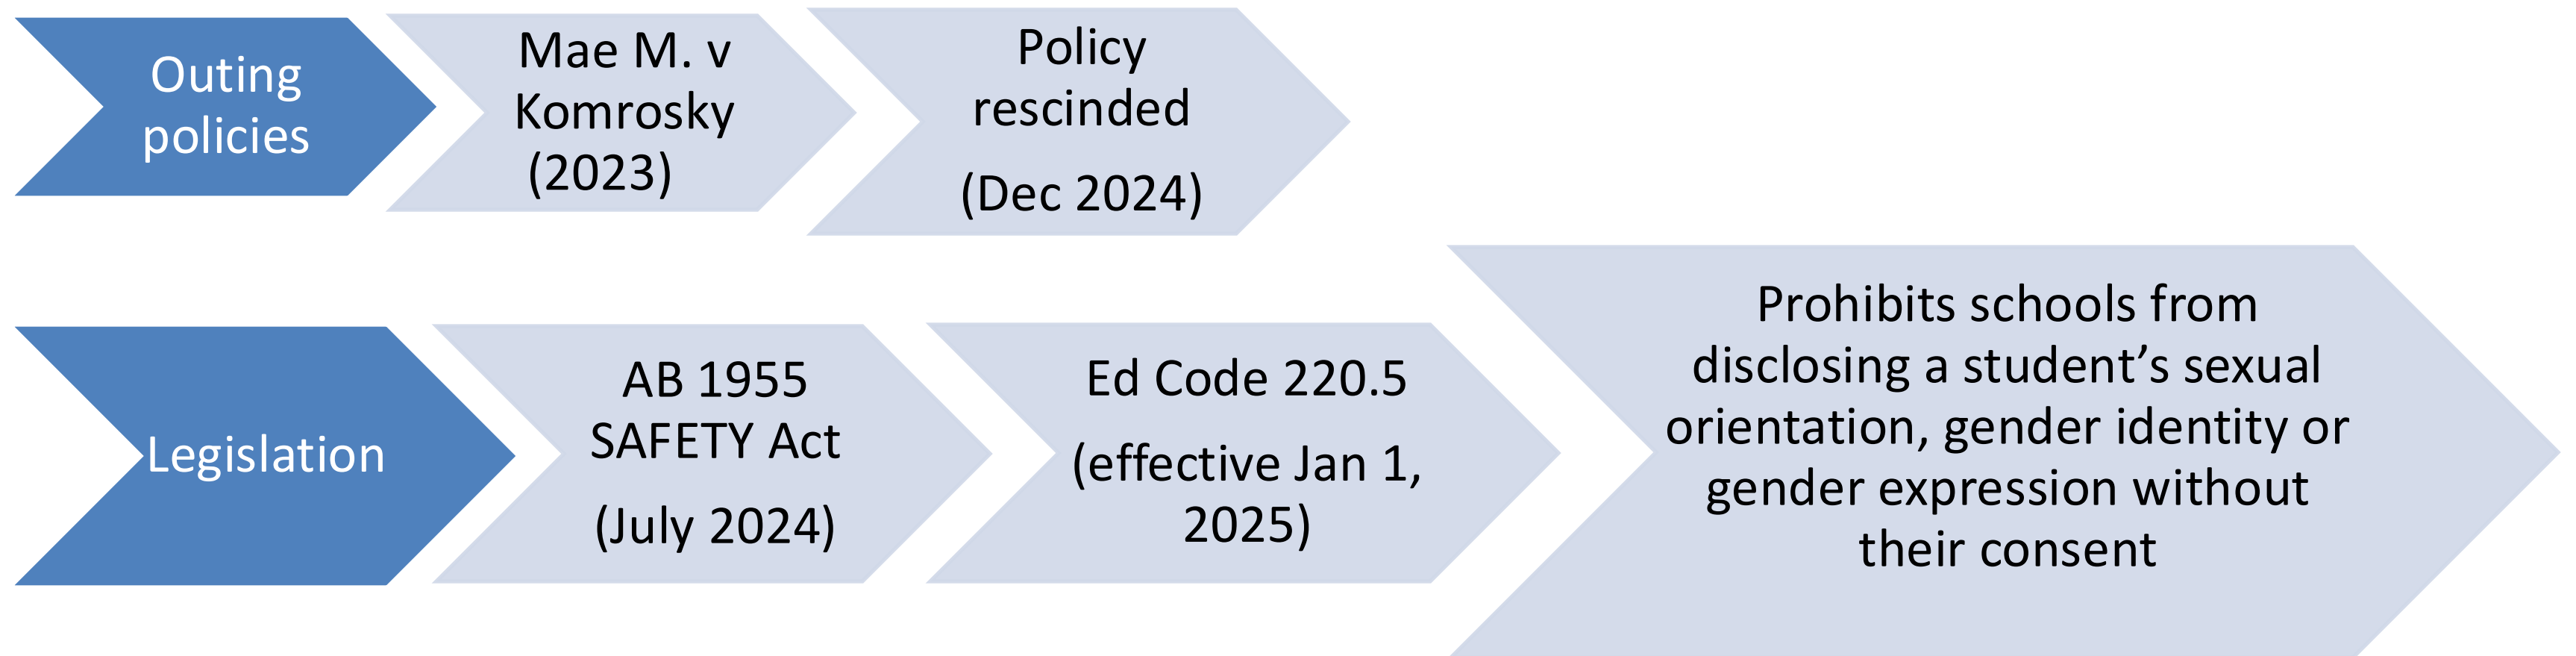 Outing
policies
Mae M. v
Komrosky
(2023)
Policy
rescinded
(Dec 2024)
Legislation
AB 1955
SAFETY Act
(July 2024)
Ed Code 220.5
(effective Jan 1,
2025)
Prohibits schools from
disclosing a student’s sexual
orientation, gender identity or
gender expression without
their consent